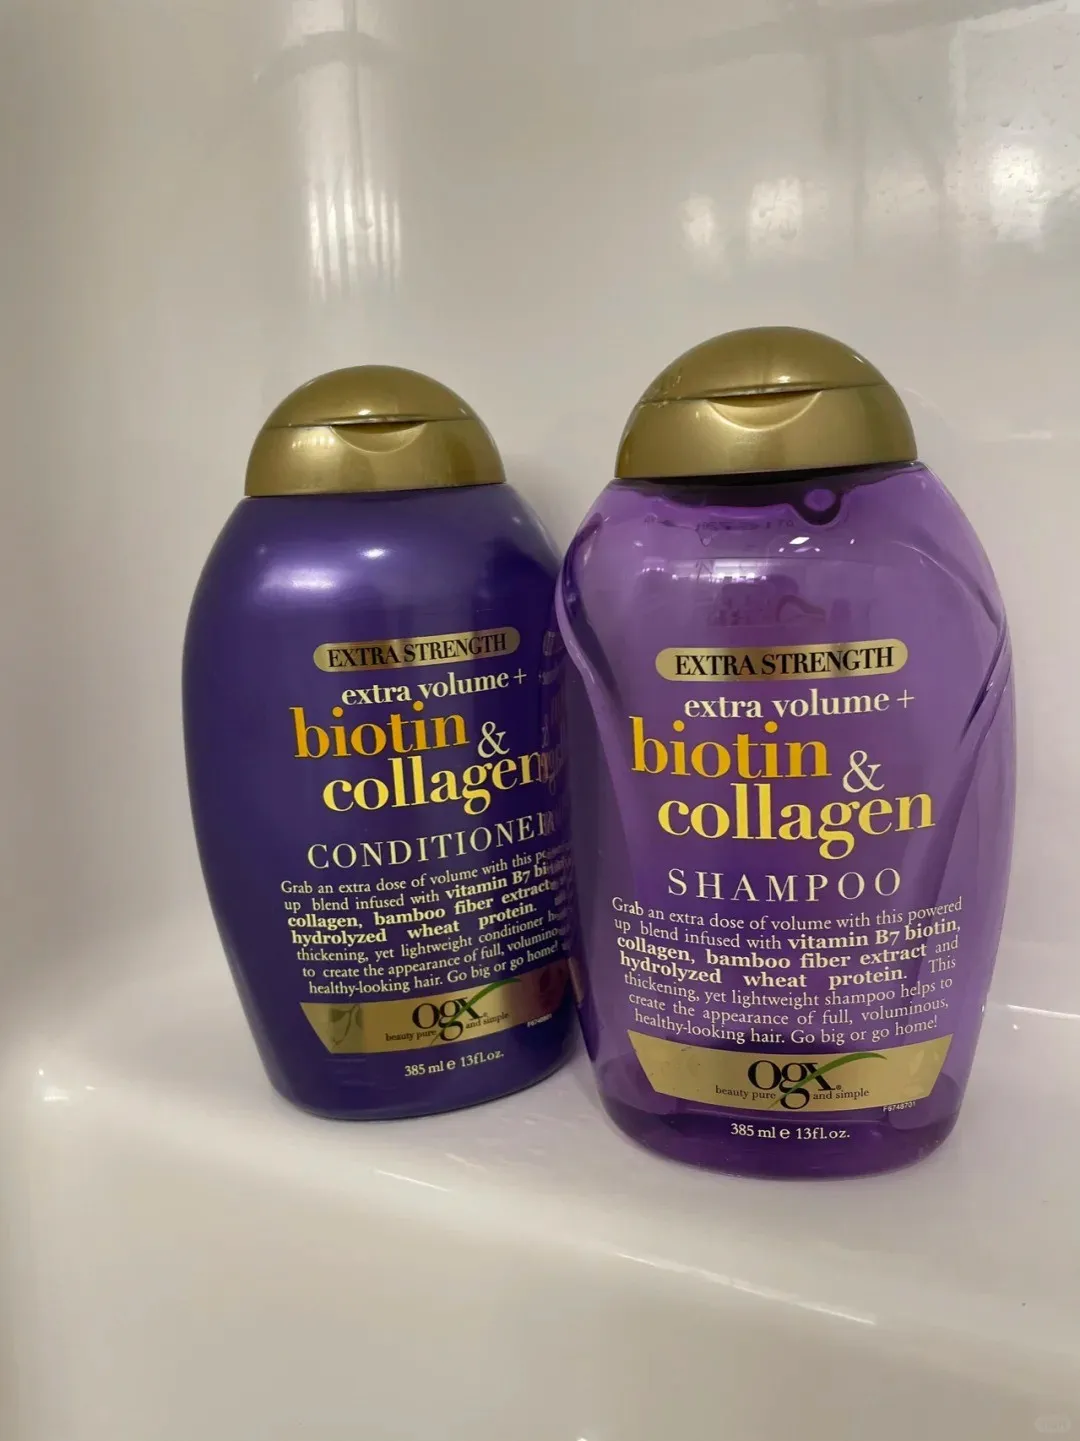 EXTRA STRENGTH
extra volume +
biotin &
collagen
CONDITIONER
Grab an extra dose of volume with this
up blend infused with vitamin B7
collagen, bamboo fiber extract
hydrolyzed wheat protein.
thickening, yet lightweight conditioner
to create the appearance of full,
healthy-looking hair. Go big or go home!
ogx®
beauty pure and simple
385 ml e 13fl.oz.
EXTRA STRENGTH
extra volume +
biotin &
collagen
SHAMPOO
Grab an extra dose of volume with this powered
up blend infused with vitamin B7 biotin,
collagen, bamboo fiber extract and
hydrolyzed wheat protein. This
thickening, yet lightweight shampoo helps to
create the appearance of full, voluminous,
healthy-looking hair. Go big or go home!
ogx®
beauty pure and simple
F6748701
385 ml e 13fl.oz.